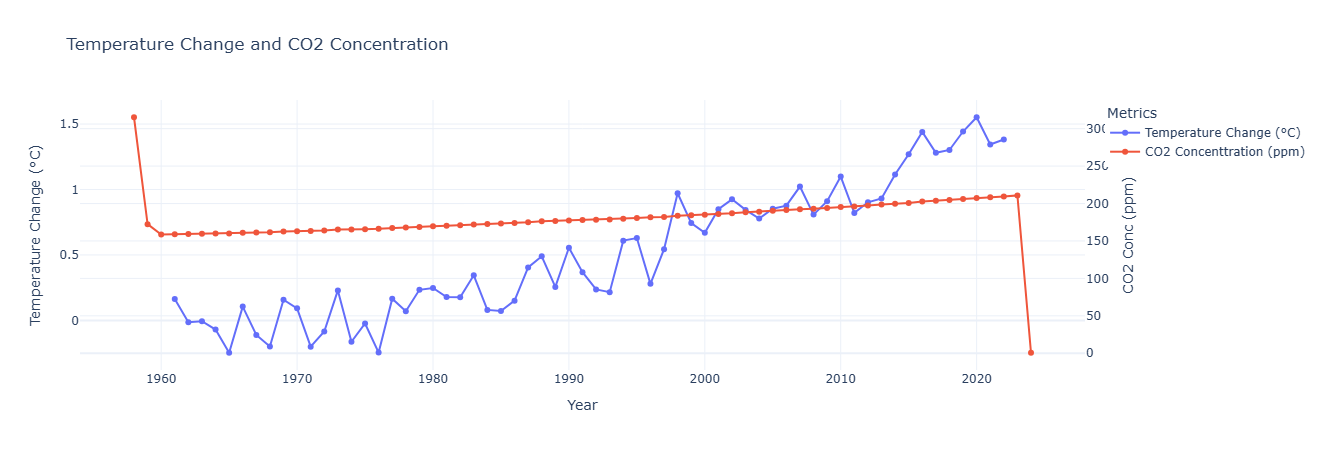 Temperature Change and CO2 Concentration
Metrics
Temperature Change (°C)
CO2 Conenttration (ppm)
1.5
1
0.5
0
Temperature Change (°C)
300
250
200
150
100
50
0
CO2 Conc (ppm)
1960
1970
1980
1990
2000
2010
2020
Year